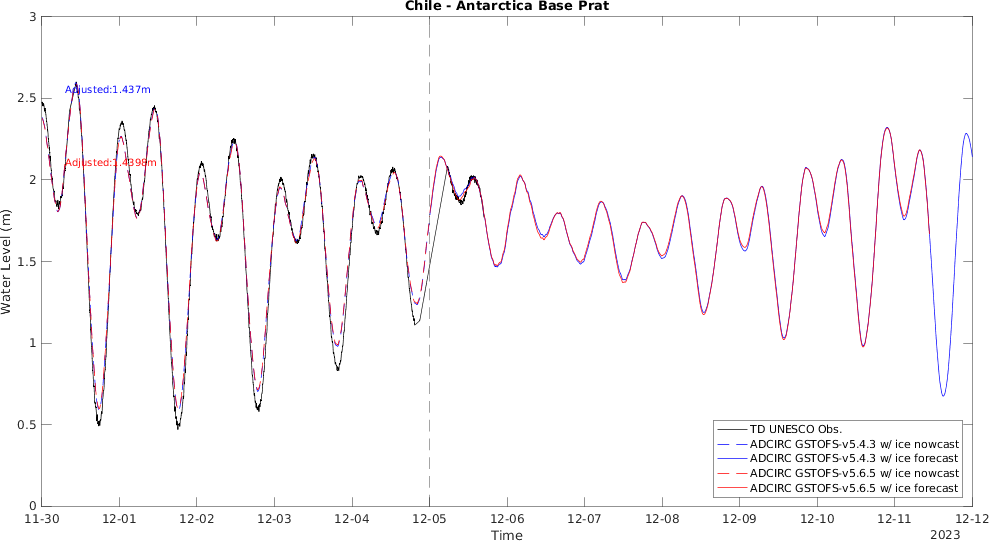 Chile - Antarctica Base Prat
3
2.5
2
1.5
1
0.5
0
Water Level (m)
Adjusted:1.437m
Adjusted:1.4398m
TD UNESCO Obs.
ADCIRC GSTOFS-v5.4.3 w/ ice nowcast
ADCIRC GSTOFS-v5.4.3 w/ ice forecast
ADCIRC GSTOFS-v5.6.5 w/ ice nowcast
ADCIRC GSTOFS-v5.6.5 w/ ice forecast
11-30 12-01 12-02 12-03 12-04 12-05 12-06 12-07 12-08 12-09 12-10 12-11 12-12
Time
2023